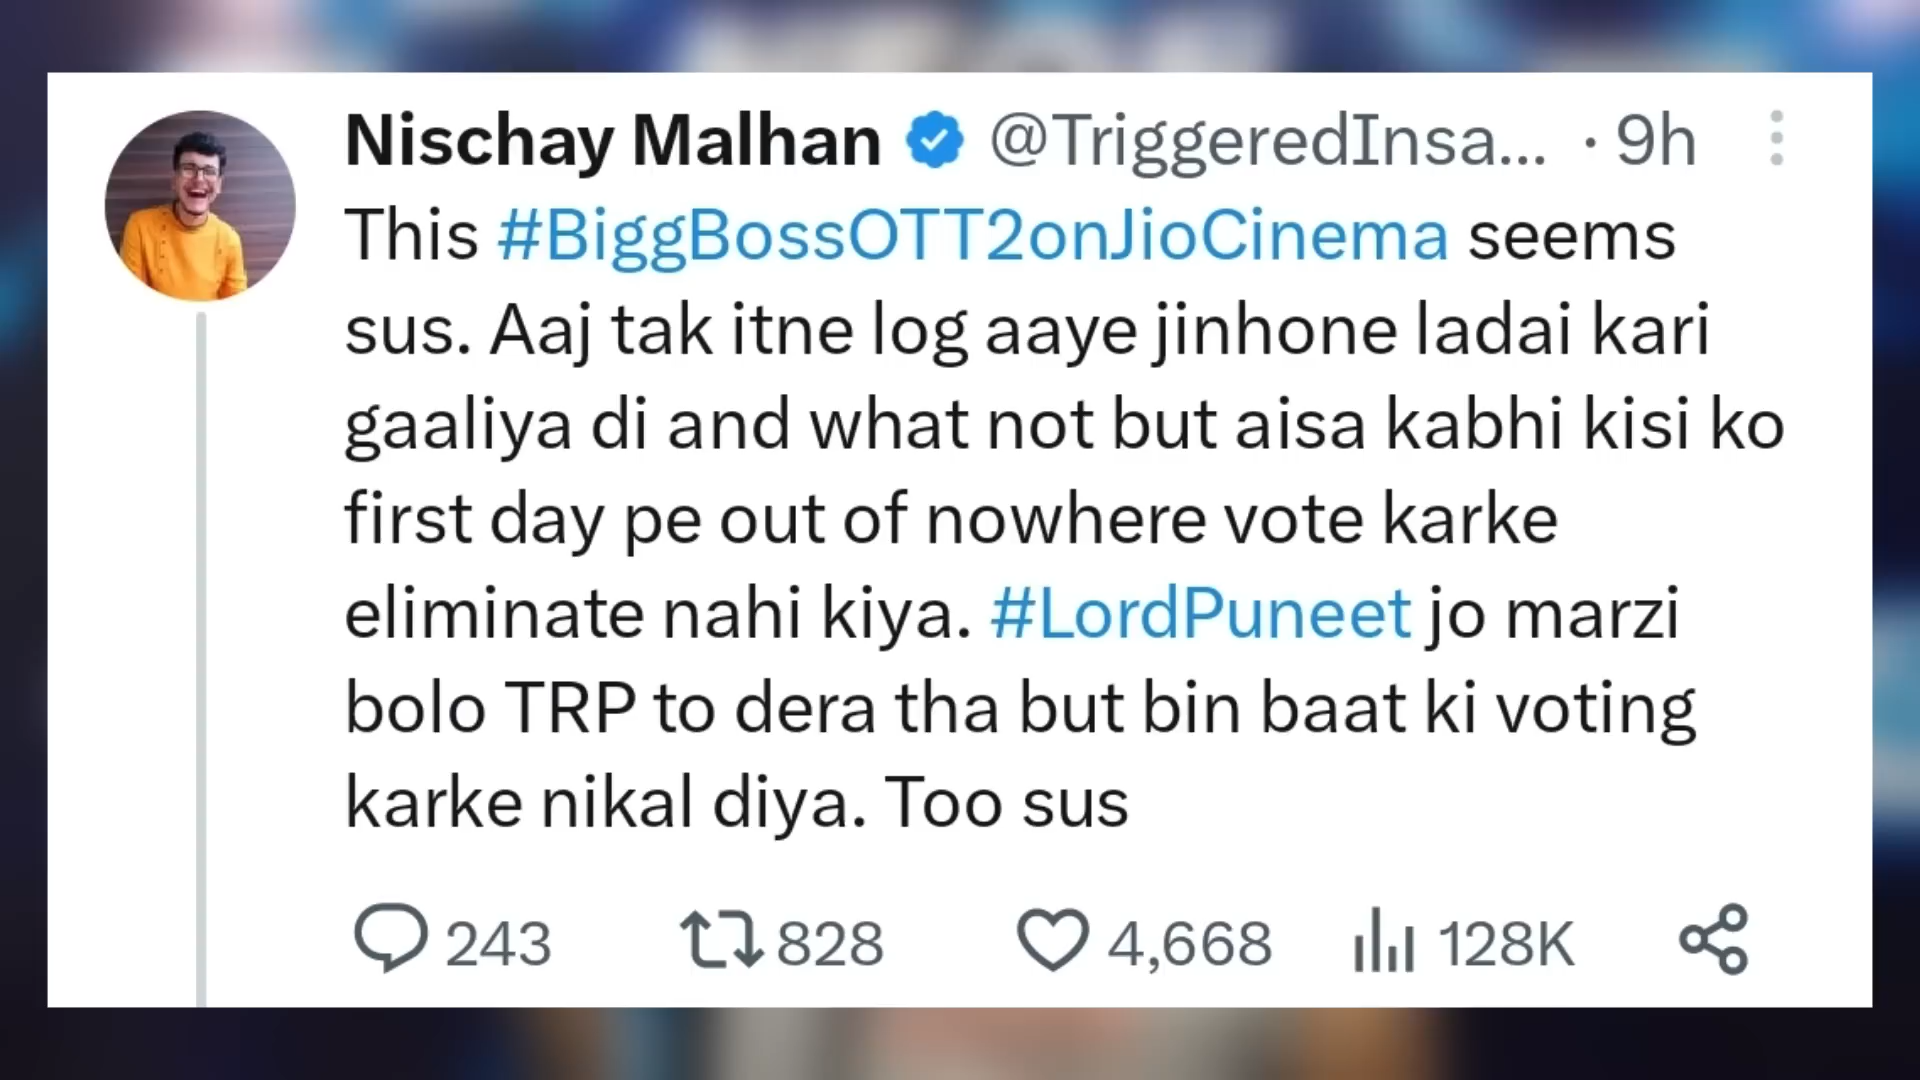 Nischay Malhan @TriggeredInsa... · 9h
This #BiggBossOTT2onJioCinema seems
sus. Aaj tak itne log aaye jinhone ladai kari
gaaliya di and what not but aisa kabhi kisi ko
first day pe out of nowhere vote karke
eliminate nahi kiya. #LordPuneet jo marzi
bolo TRP to dera tha but bin baat ki voting
karke nikal diya. Too sus
243 828 4,668 128K